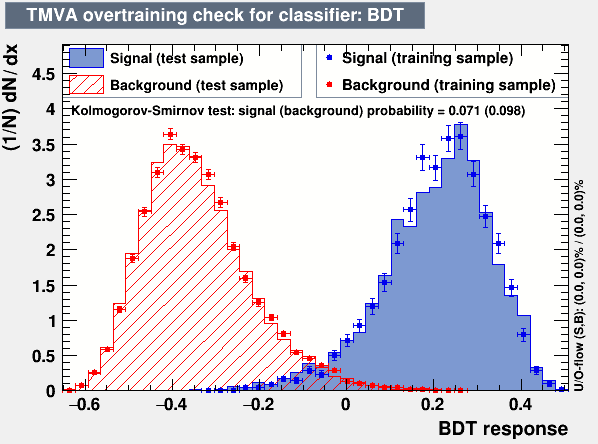 TMVA overtraining check for classifier: BDT
(1/N) dN/dx
Signal (test sample)
Background (test sample)
Signal (training sample)
Background (training sample)
Kolmogorov-Smirnov test: signal (background) probability = 0.071 (0.098)
4.5
4
3.5
3
2.5
2
1.5
1
0.5
0
−0.6
−0.4
−0.2
0
0.2
0.4
BDT response
U/O-flow (S,B): (0.0, 0.0)% / (0.0, 0.0)%